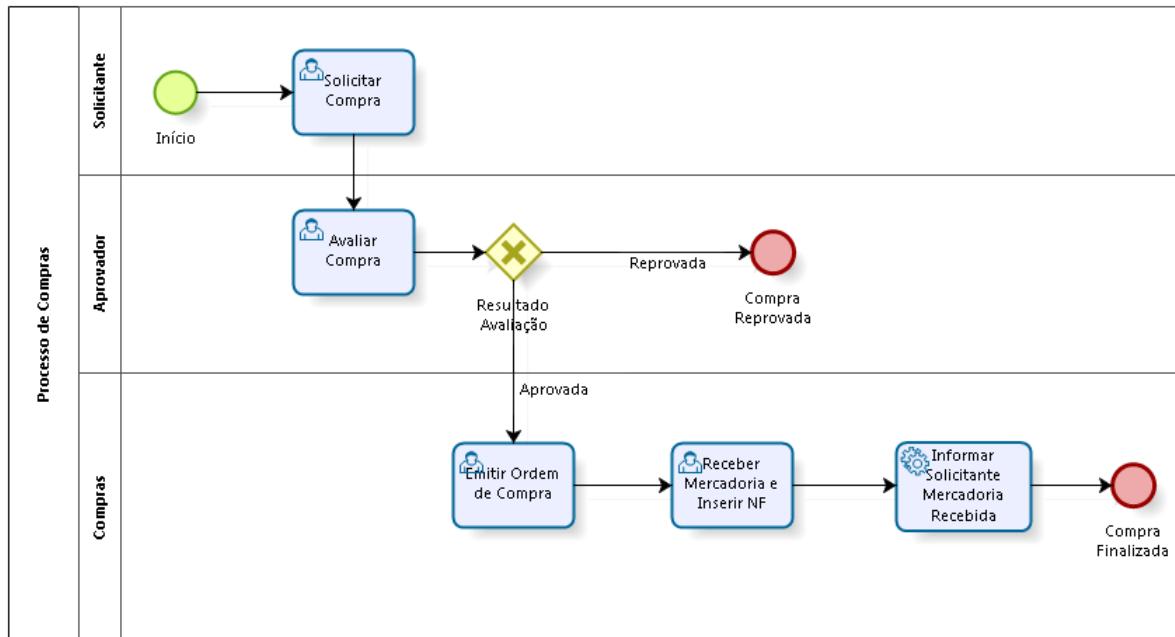 Processo de Compras
Solicitante
Início
Solicitar
Compra
Aprovador
Avaliar
Compra
Resultado
Avaliação
Reprovada
Compra
Reprovada
Aprovada
Compras
Emitir Ordem
de Compra
Receber
Mercadoria e
Inserir NF
Informar
Solicitante
Mercadoria
Recebida
Compra
Finalizada